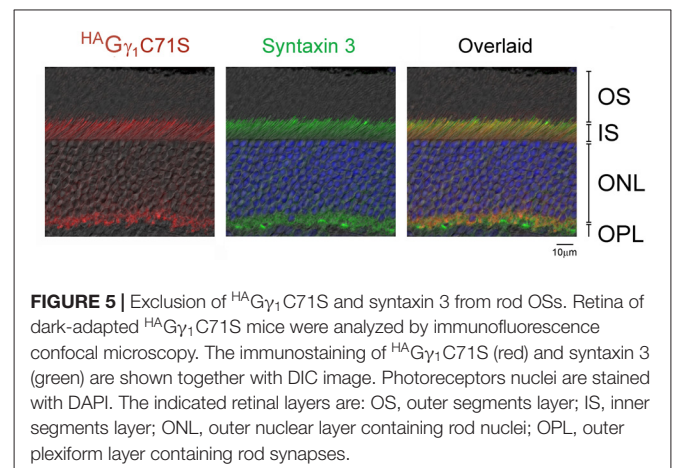 HAGγ1C71S Syntaxin 3 Overlaid
OS
IS
ONL
OPL
10μm
FIGURE 5 | Exclusion of HAGγ1C71S and syntaxin 3 from rod OSs. Retina of
dark-adapted HAGγ1C71S mice were analyzed by immunofluorescence
confocal microscopy. The immunostaining of HAGγ1C71S (red) and syntaxin 3
(green) are shown together with DIC image. Photoreceptors nuclei are stained
with DAPI. The indicated retinal layers are: OS, outer segments layer; IS, inner
segments layer; ONL, outer nuclear layer containing rod nuclei; OPL, outer
plexiform layer containing rod synapses.